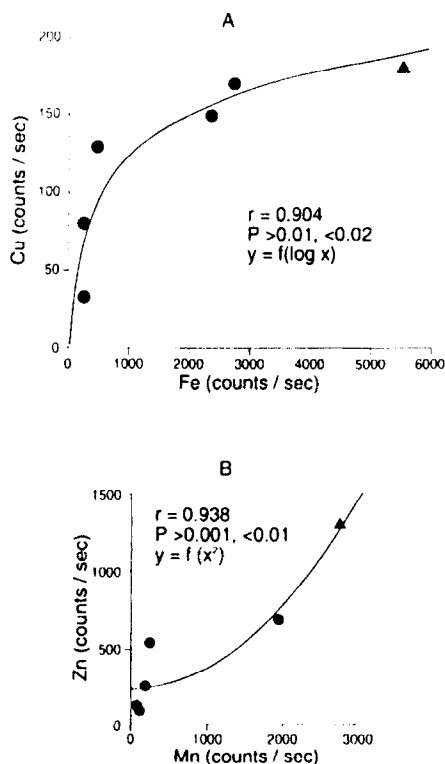 A
200
150
100
50
0
Cu (counts / sec)
r = 0.904
P >0.01, <0.02
y = f(log x)
0 1000 2000 3000 4000 5000 6000
Fe (counts / sec)
B
1500
1000
500
0
Zn (counts / sec)
r = 0.938
P >0.001, <0.01
y = f (x²)
0 1000 2000 3000
Mn (counts / sec)